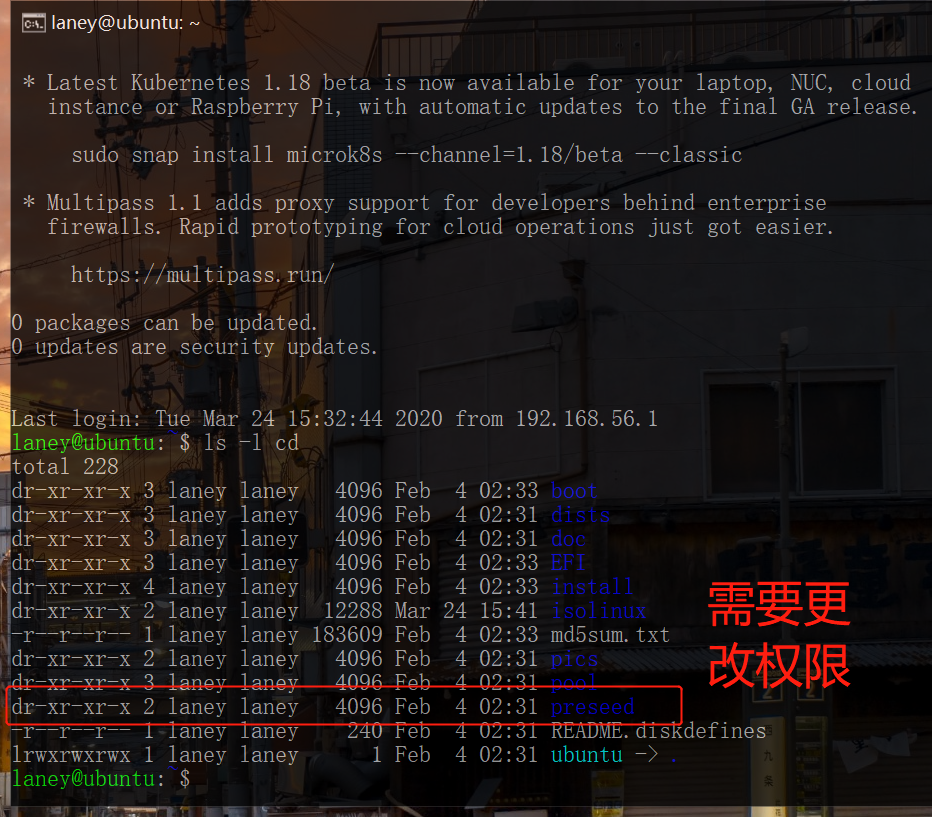 laney@ubuntu: ~
* Latest Kubernetes 1.18 beta is now available for your laptop, NUC, cloud
instance or Raspberry Pi, with automatic updates to the final GA release.
sudo snap install microk8s --channel=1.18/beta --classic
* Multipass 1.1 adds proxy support for developers behind enterprise
firewalls. Rapid prototyping for cloud operations just got easier.
https://multipass.run/
0 packages can be updated.
0 updates are security updates.
Last login: Tue Mar 24 15:32:44 2020 from 192.168.56.1
laney@ubuntu:~$ ls -l cd
total 228
dr-xr-xr-x 3 laney laney 4096 Feb 4 02:33 boot
dr-xr-xr-x 3 laney laney 4096 Feb 4 02:31 dists
dr-xr-xr-x 3 laney laney 4096 Feb 4 02:31 doc
dr-xr-xr-x 3 laney laney 4096 Feb 4 02:33 EFI
dr-xr-xr-x 4 laney laney 4096 Feb 4 02:31 install
dr-xr-xr-x 2 laney laney 12288 Mar 24 15:41 isolinux
-r--r--r-- 1 laney laney 183609 Feb 4 02:33 md5sum.txt
dr-xr-xr-x 2 laney laney 4096 Feb 4 02:31 pics
dr-xr-xr-x 3 laney laney 4096 Feb 4 02:31 pool
dr-xr-xr-x 2 laney laney 4096 Feb 4 02:31 preseed
-r--r--r-- 1 laney laney 240 Feb 4 02:31 README.diskdefines
lrwxrwxrwx 1 laney laney 1 Feb 4 02:31 ubuntu -> .
laney@ubuntu:~$
需要更
改权限